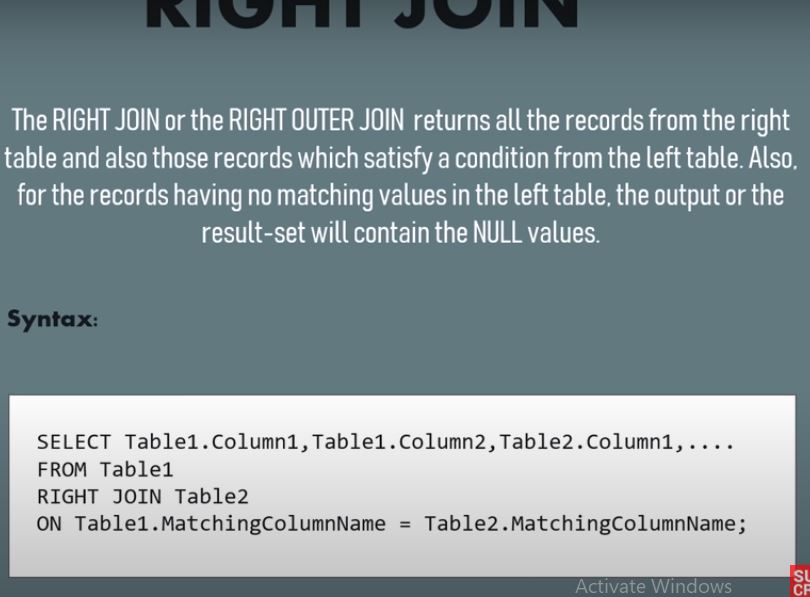 RIGHT JOIN
The RIGHT JOIN or the RIGHT OUTER JOIN returns all the records from the right
table and also those records which satisfy a condition from the left table. Also,
for the records having no matching values in the left table, the output or the
result-set will contain the NULL values.
Syntax:
SELECT Table1.Column1,Table1.Column2,Table2.Column1,....
FROM Table1
RIGHT JOIN Table2
ON Table1.MatchingColumnName = Table2.MatchingColumnName;
Activate Windows